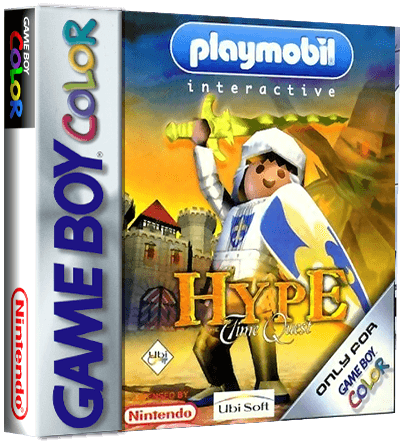 GAME BOY
COLOR
Nintendo
GAME BOY COLOR
playmobil
interactive
HYPE
Time Quest
Ubi
LICENSED BY
Nintendo
Ubi Soft
ONLY FOR
GAME BOY
COLOR